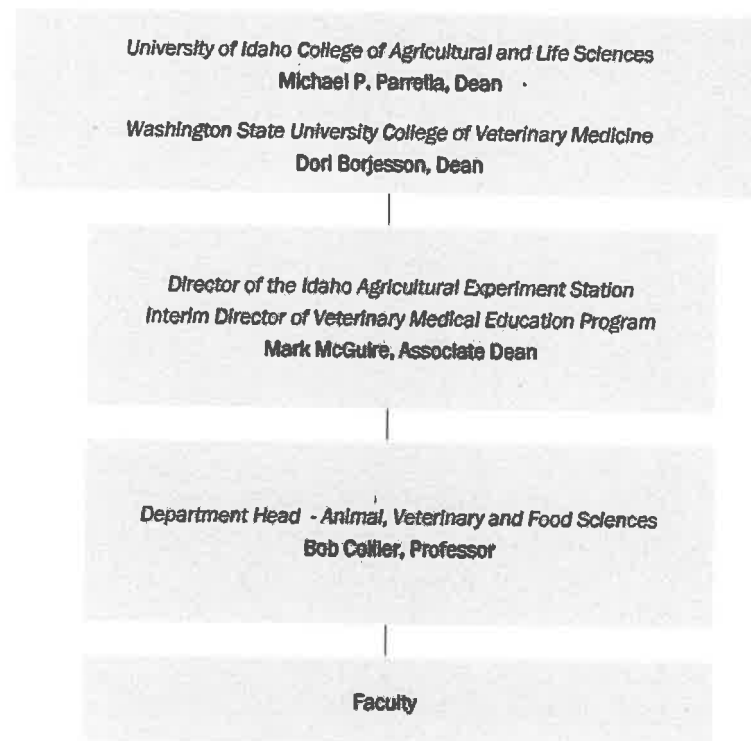 University of Idaho College of Agricultural and Life Sciences
Michael P. Parrella, Dean
Washington State University College of Veterinary Medicine
Dori Borjesson, Dean
Director of the Idaho Agricultural Experiment Station
Interim Director of Veterinary Medical Education Program
Mark McGuire, Associate Dean
Department Head - Animal, Veterinary and Food Sciences
Bob Collier, Professor
Faculty